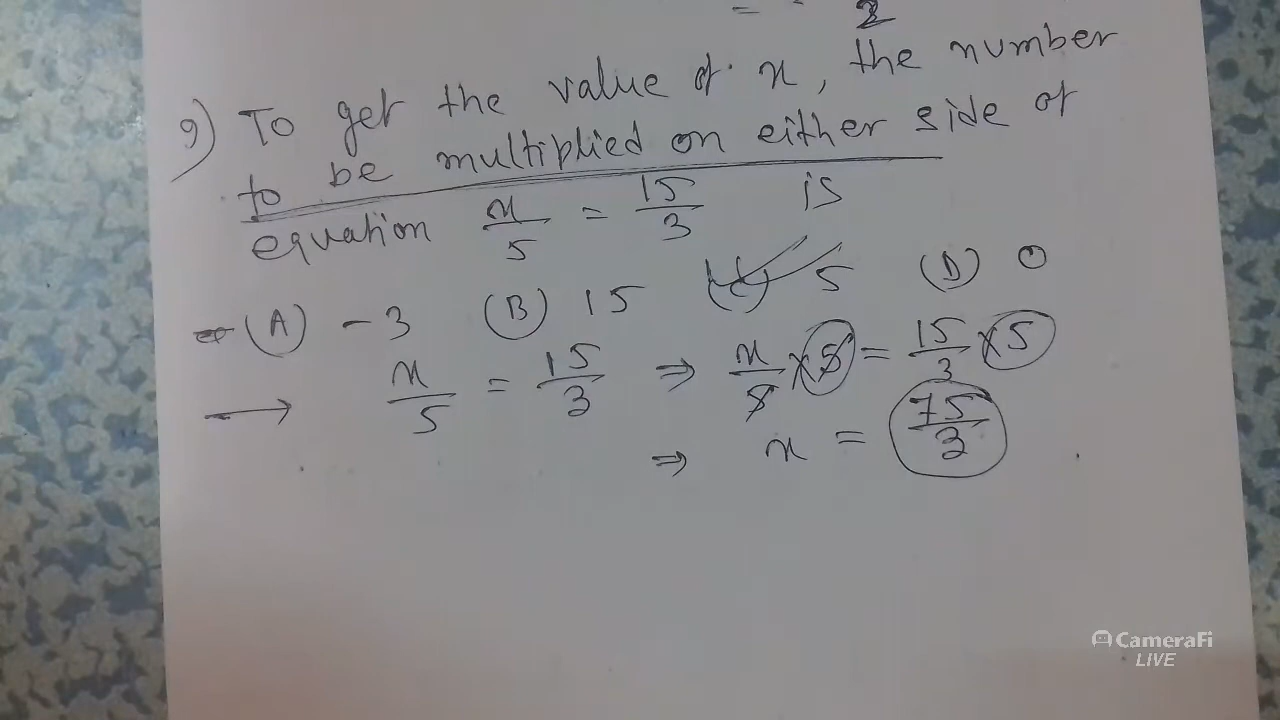 = 2
9) To get the value of x, the number
to be multiplied on either side of
equation x/5 = 15/3 is
(A) -3 (B) 15 (C) 5 (D) 0
→ x/5 = 15/3 ⇒ x/5 × 5 = 15/3 × 5
⇒ x = 75/3
CameraFi
LIVE